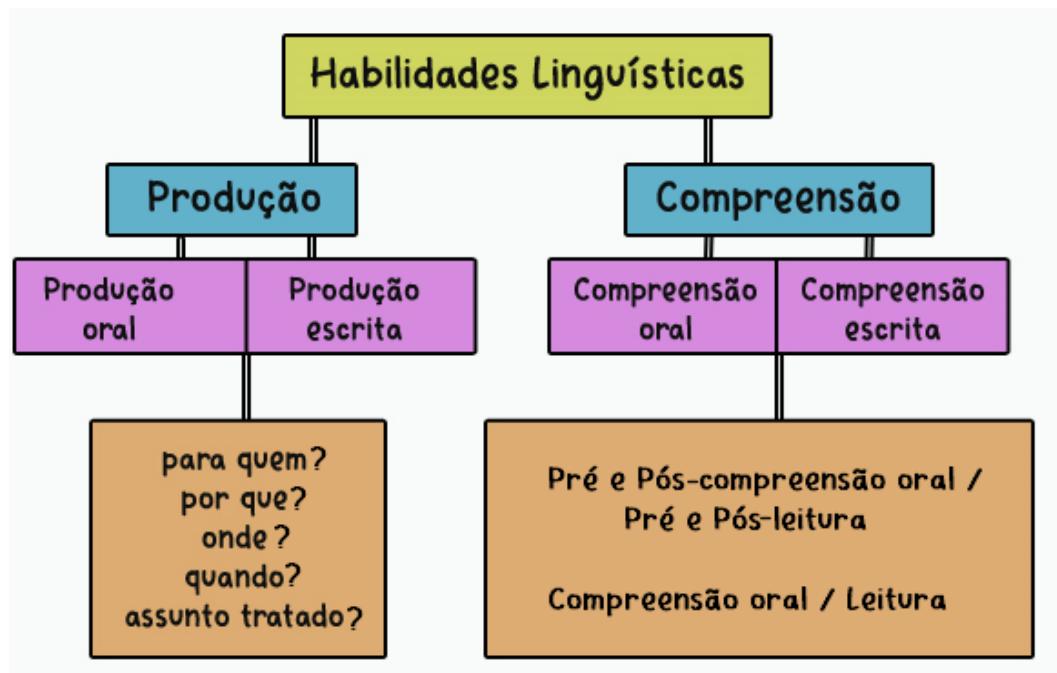 Habilidades Linguísticas
Produção
Compreensão
Produção
oral
Produção
escrita
Compreensão
oral
Compreensão
escrita
para quem?
por que?
onde?
quando?
assunto tratado?
Pré e Pós-compreensão oral /
Pré e Pós-leitura
Compreensão oral / Leitura